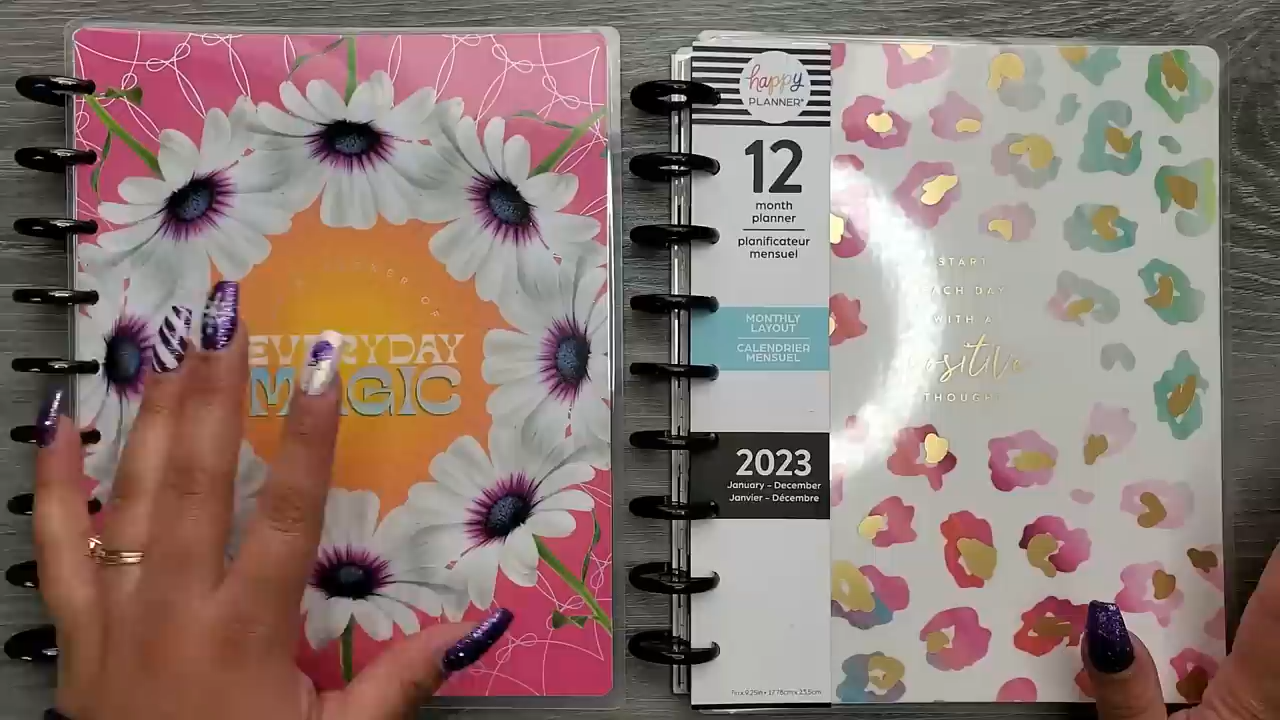 EVERYDAY
MAGIC
happy
PLANNER®
12
month
planner
planificateur
mensuel
MONTHLY
LAYOUT
CALENDRIER
MENSUEL
2023
January - December
Janvier - Décembre
START
EACH DAY
WITH A
positive
THOUGHT